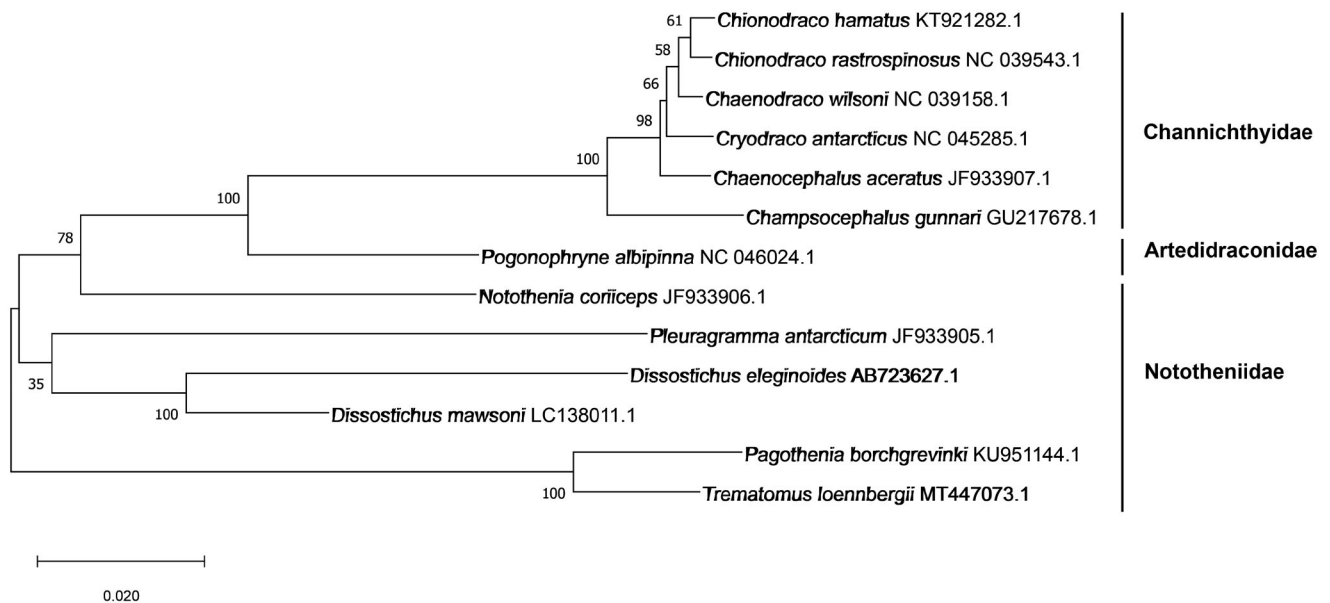 61
Chionodraco hamatus KT921282.1
58
Chionodraco rastrospinosus NC 039543.1
66
Chaenodraco wilsoni NC 039158.1
98
Cryodraco antarcticus NC 045285.1
Channichthyidae
100
Chaenocephalus aceratus JF933907.1
100
Champsocephalus gunnari GU217678.1
78
Pogonophryne albipinna NC 046024.1
Artedidraconidae
Notothenia coriiceps JF933906.1
Pleuragramma antarcticum JF933905.1
35
Dissostichus eleginoides AB723627.1
Nototheniidae
100
Dissostichus mawsoni LC138011.1
Pagothenia borchgrevinki KU951144.1
100
Trematomus loennbergii MT447073.1
0.020